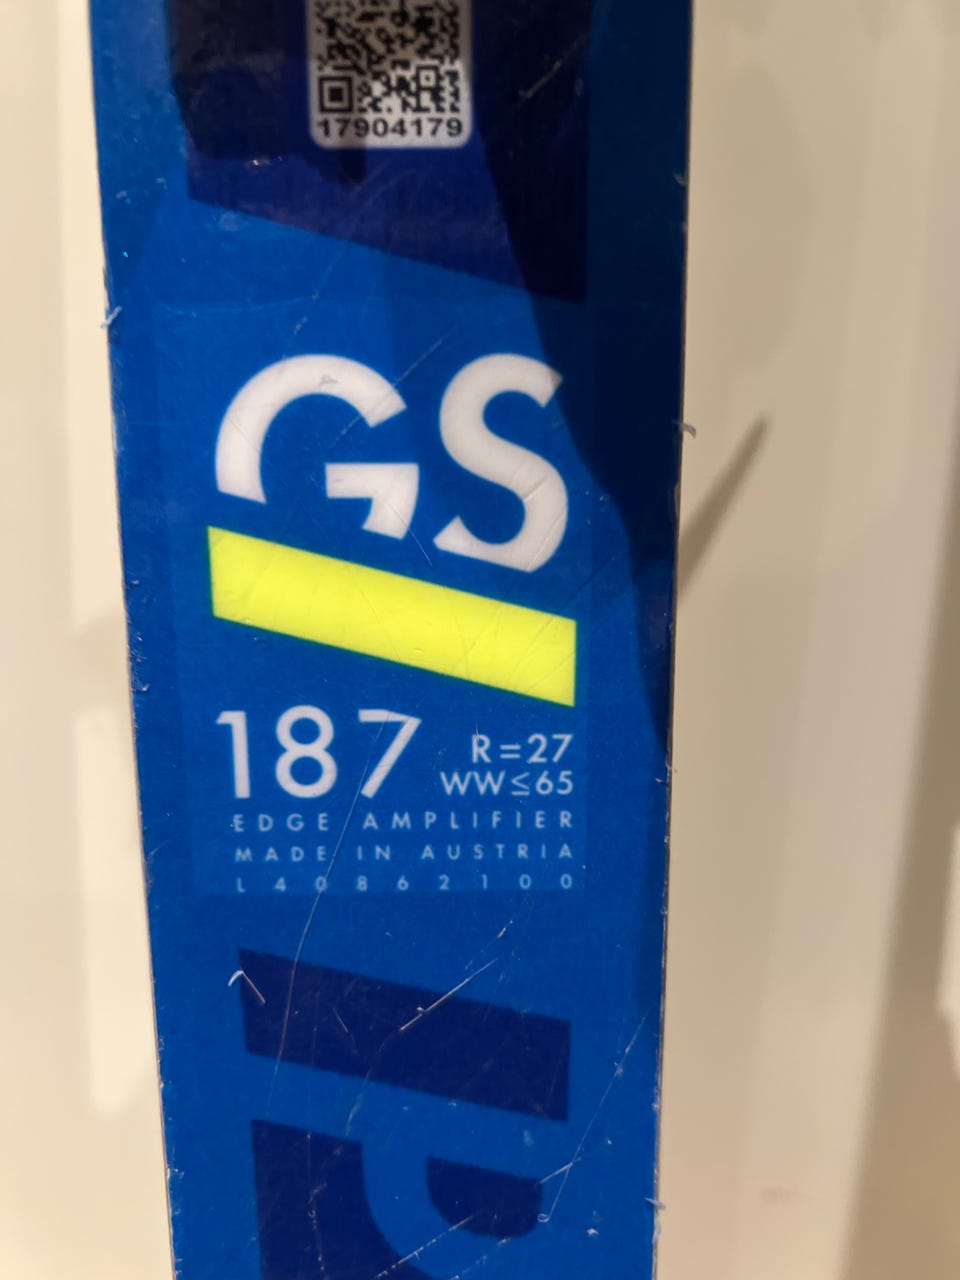 17904179
GS
187
R=27
WW≤65
EDGE AMPLIFIER
MADE IN AUSTRIA
L40862100